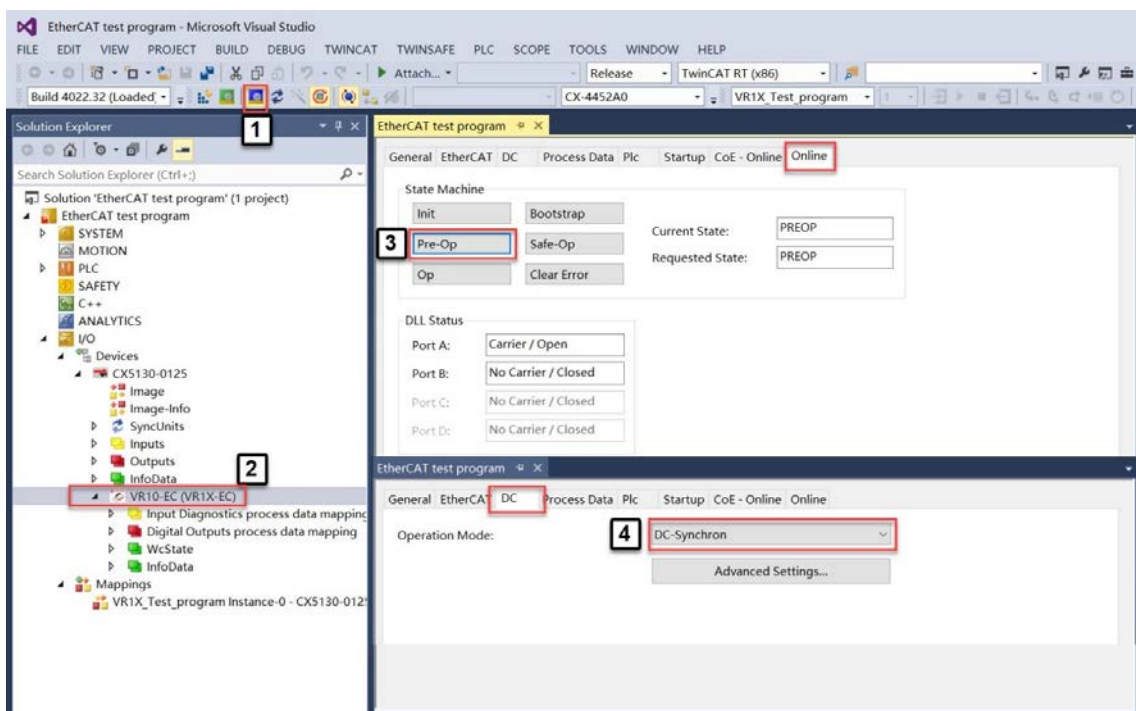 EtherCAT test program - Microsoft Visual Studio
FILE EDIT VIEW PROJECT BUILD DEBUG TWINCAT TWINSAFE PLC SCOPE TOOLS WINDOW HELP
Attach... Release TwinCAT RT (x86)
Build 4022.32 (Loaded CX-4452A0 VR1X_Test_program 1
1
Solution Explorer
Search Solution Explorer (Ctrl+;)
Solution 'EtherCAT test program' (1 project)
EtherCAT test program
SYSTEM
MOTION
PLC
SAFETY
C++
ANALYTICS
I/O
Devices
CX5130-0125
Image
Image-Info
SyncUnits
Inputs
Outputs
InfoData
2
VR10-EC (VR1X-EC)
Input Diagnostics process data mapping
Digital Outputs process data mapping
WcState
InfoData
Mappings
VR1X_Test_program Instance-0 - CX5130-012
EtherCAT test program
General EtherCAT DC Process Data Plc Startup CoE - Online Online
State Machine
Init Bootstrap
3 Pre-Op Safe-Op
Op Clear Error
Current State: PREOP
Requested State: PREOP
DLL Status
Port A: Carrier / Open
Port B: No Carrier / Closed
Port C: No Carrier / Closed
Port D: No Carrier / Closed
EtherCAT test program
General EtherCAT DC Process Data Plc Startup CoE - Online Online
Operation Mode: 4 DC-Synchron
Advanced Settings...